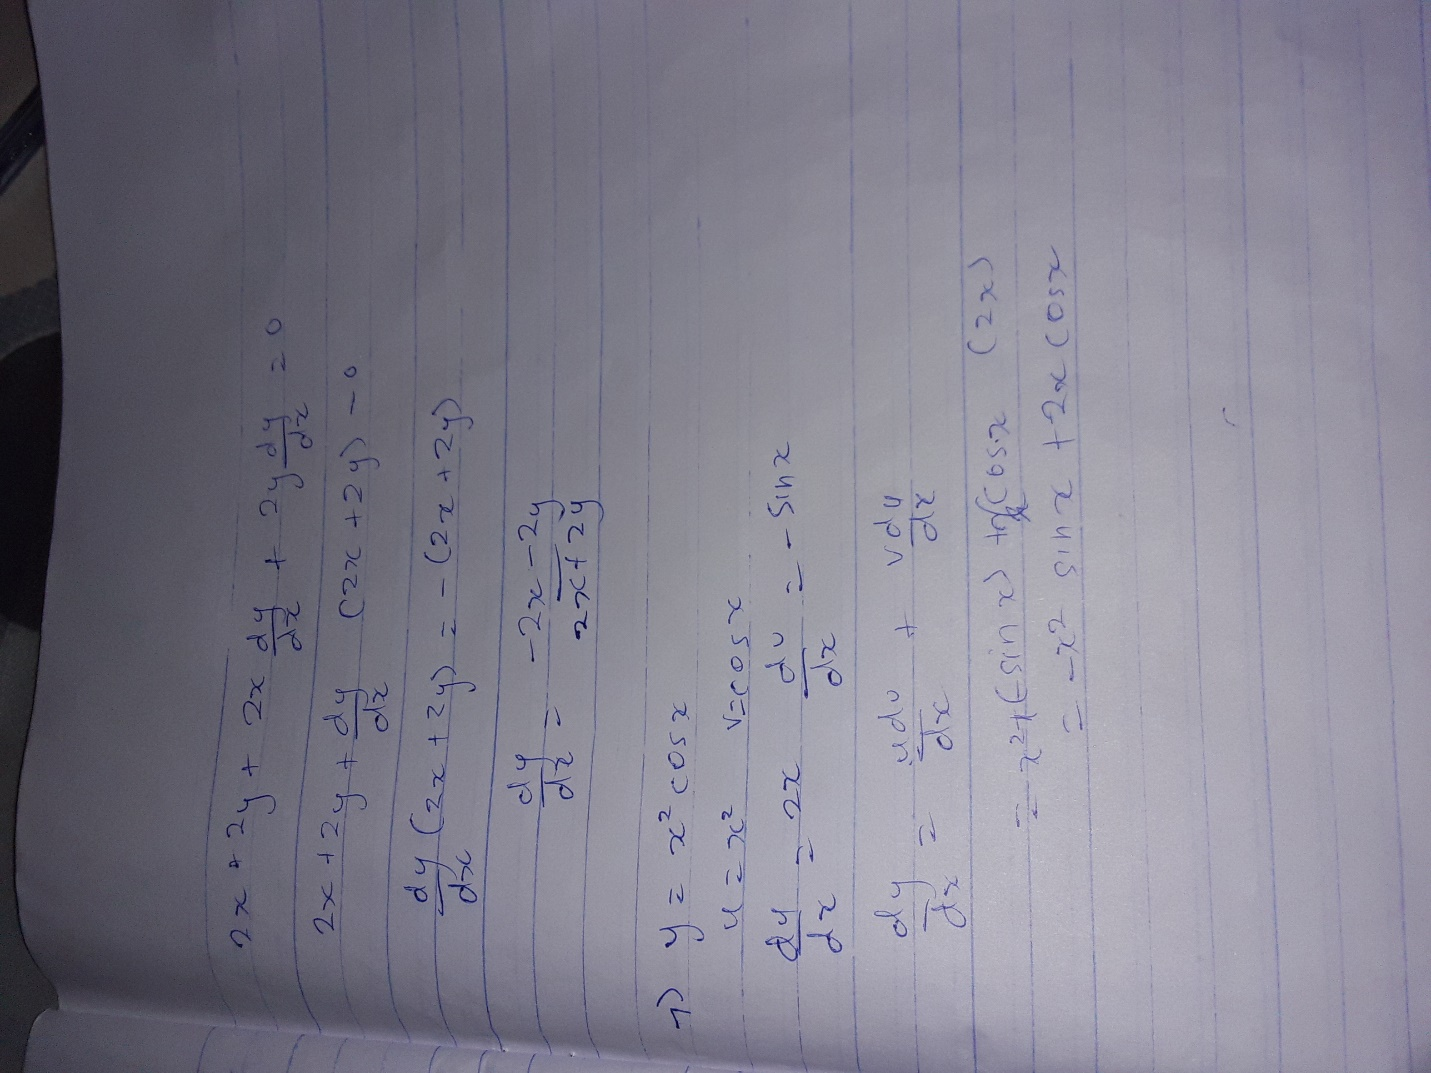 2x + 2y + 2x dy/dx + 2y dy/dx = 0
2x + 2y + dy/dx (2x + 2y) - 0
dy/dx (2x + 2y) = - (2x + 2y)
dy/dx = -2x - 2y / 2x + 2y
7) y = x² cos x
u = x² v = cos x
du/dx = 2x dv/dx = - sin x
dy/dx = udv/dx + vdu/dx
= x² (- sin x) + cos x (2x)
= -x² sin x + 2x cos x